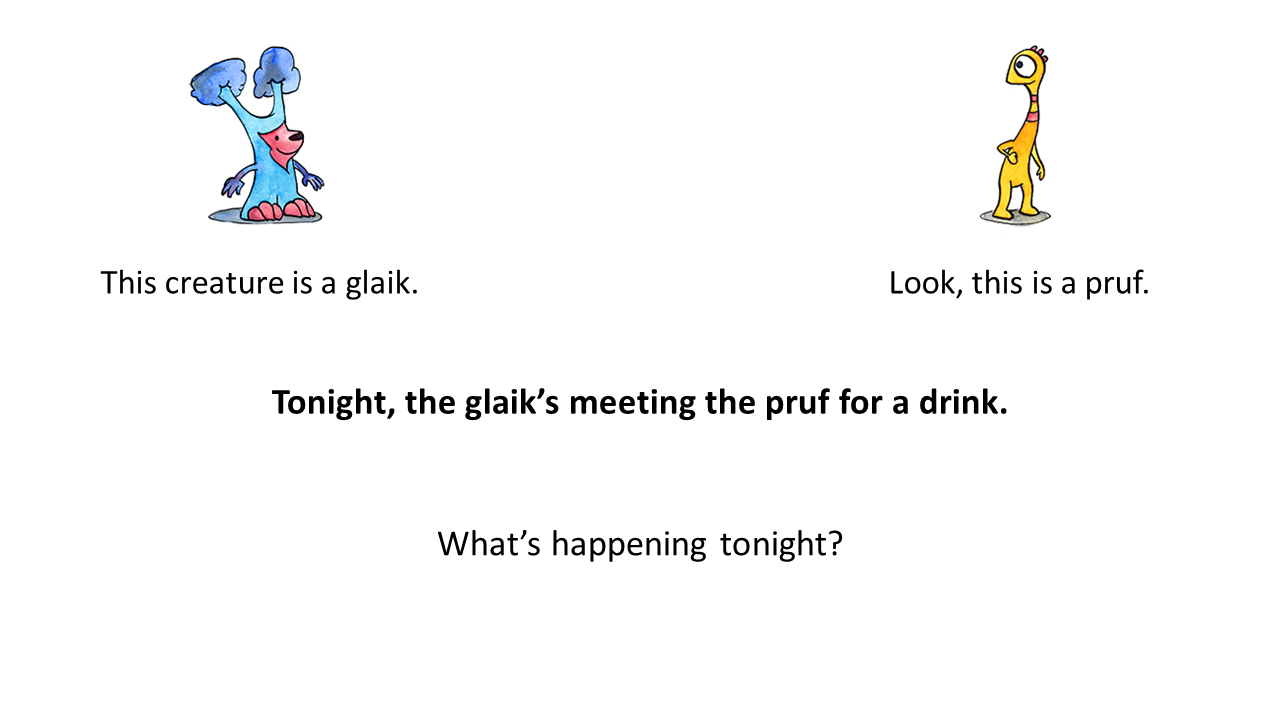 This creature is a glaik.
Look, this is a pruf.
Tonight, the glaik’s meeting the pruf for a drink.
What’s happening tonight?